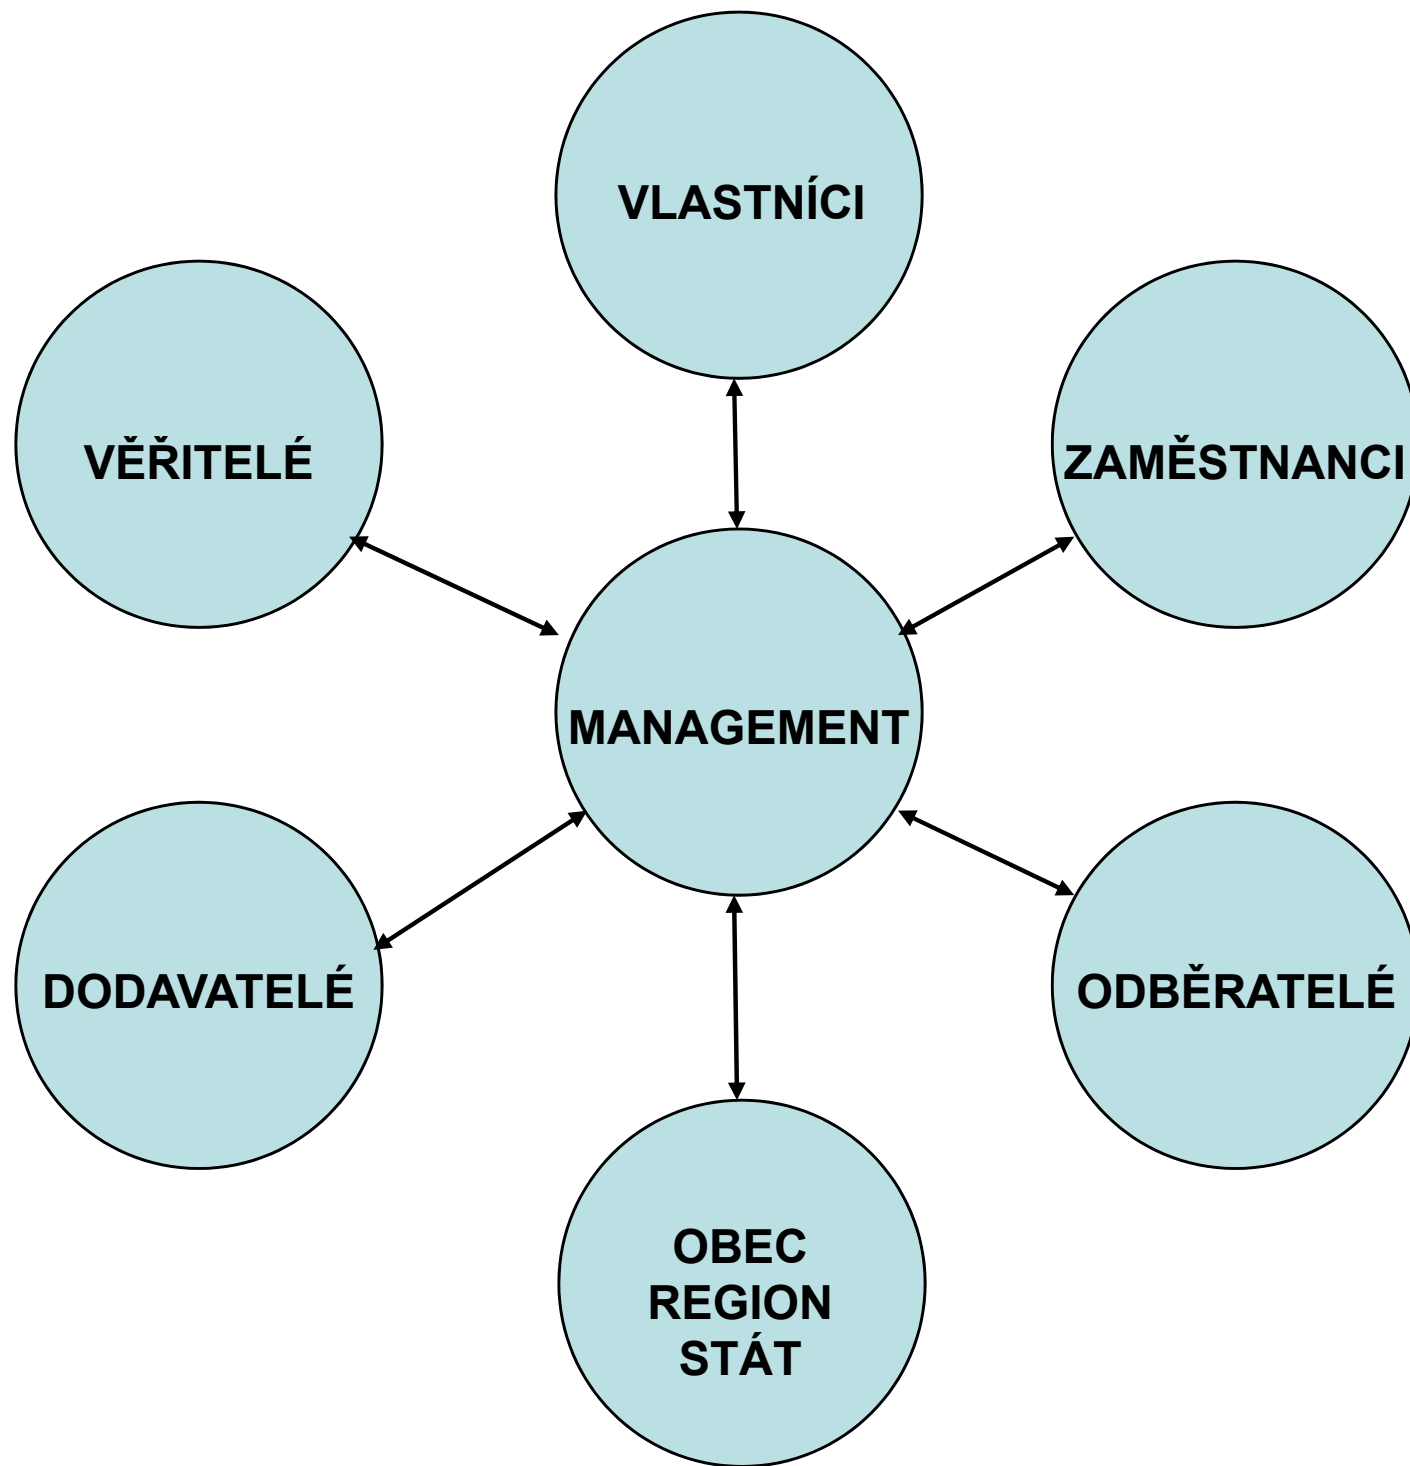 VLASTNÍCI
VĚŘITELÉ
ZAMĚSTNANCI
MANAGEMENT
DODAVATELÉ
ODBĚRATELÉ
OBEC
REGION
STÁT